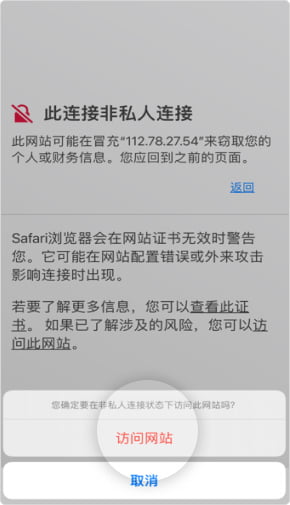 此连接非私人连接
此网站可能在冒充“112.78.27.54”来窃取您的
个人或财务信息。您应回到之前的页面。
返回
Safari浏览器会在网站证书无效时警告
您。它可能在网站配置错误或外来攻击
影响连接时出现。
若要了解更多信息，您可以查看此证
书。如果已了解涉及的风险，您可以访
问此网站。
您确定要在非私人连接状态下访问此网站吗？
访问网站
取消